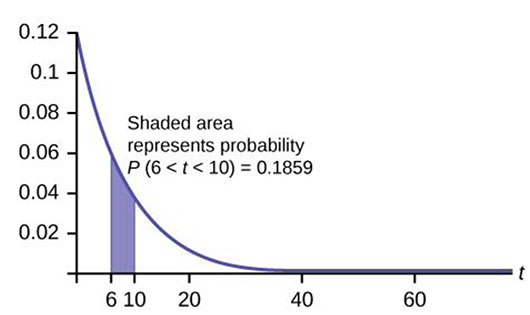 0.12
0.1
0.08
0.06
0.04
0.02
Shaded area
represents probability
P (6 < t < 10) = 0.1859
6 10 20 40 60 t